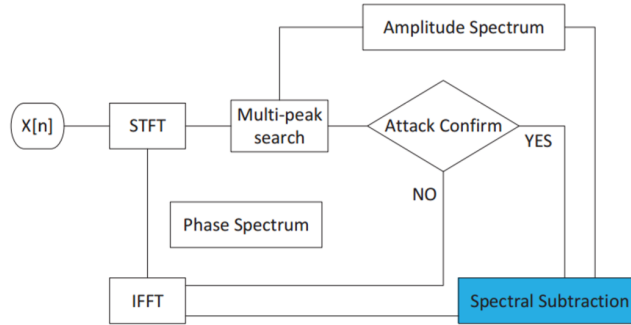 Amplitude Spectrum
X[n]
STFT
Multi-peak
search
Attack Confirm
YES
NO
Phase Spectrum
IFFT
Spectral Subtraction